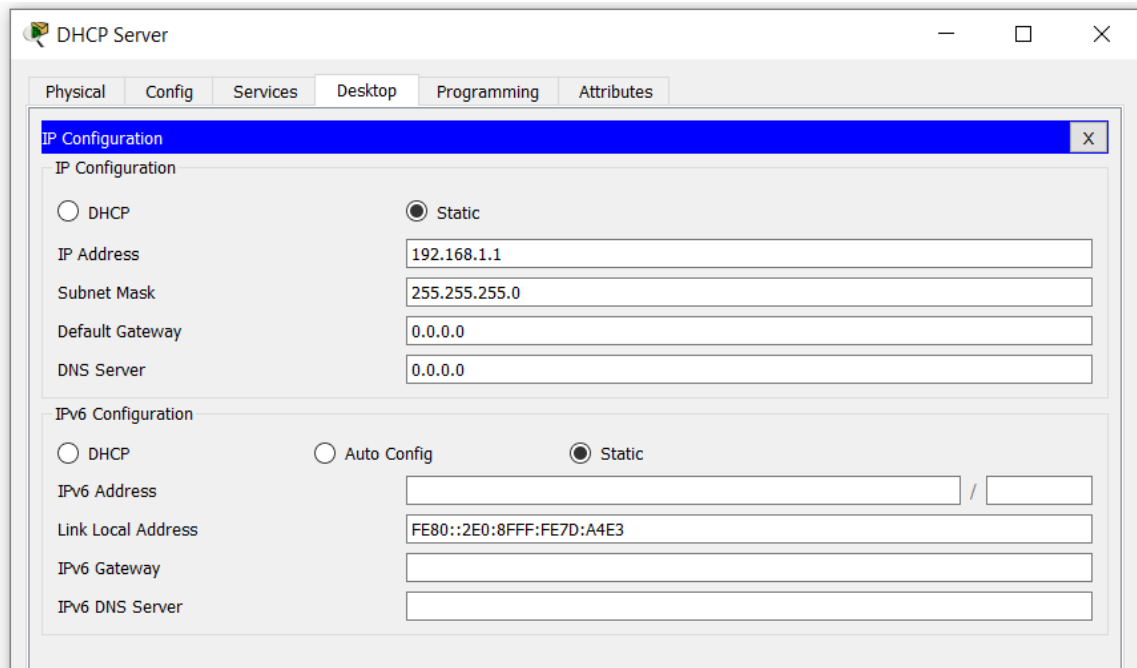 DHCP Server
Physical Config Services Desktop Programming Attributes
IP Configuration X
IP Configuration
DHCP Static
IP Address 192.168.1.1
Subnet Mask 255.255.255.0
Default Gateway 0.0.0.0
DNS Server 0.0.0.0
IPv6 Configuration
DHCP Auto Config Static
IPv6 Address /
Link Local Address FE80::2E0:8FFF:FE7D:A4E3
IPv6 Gateway
IPv6 DNS Server